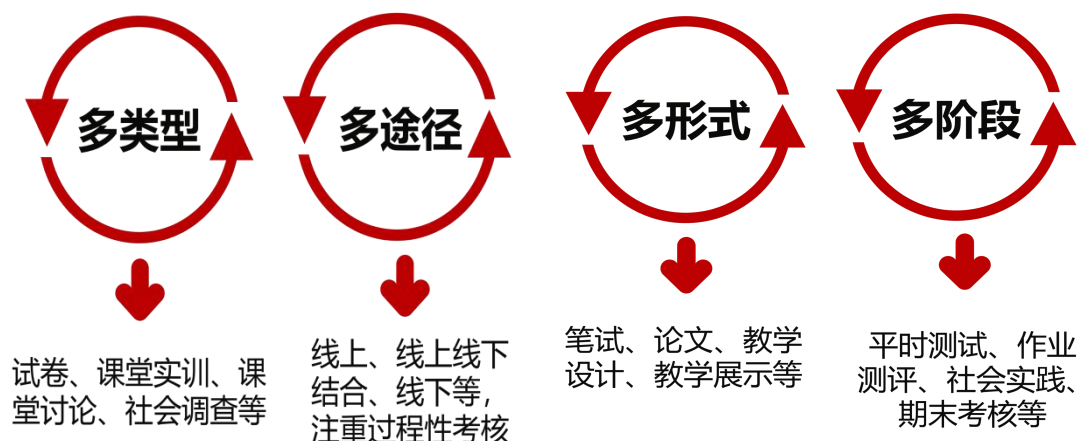 多类型
多途径
多形式
多阶段
试卷、课堂实训、课
堂讨论、社会调查等
线上、线上线下
结合、线下等，
注重过程性考核
笔试、论文、教学
设计、教学展示等
平时测试、作业
测评、社会实践、
期末考核等